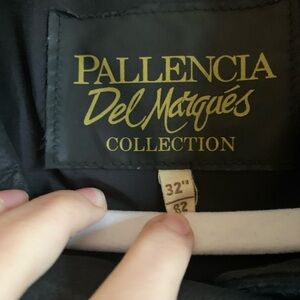 PALLENCIA
Del Marqués
COLLECTION
32"
82